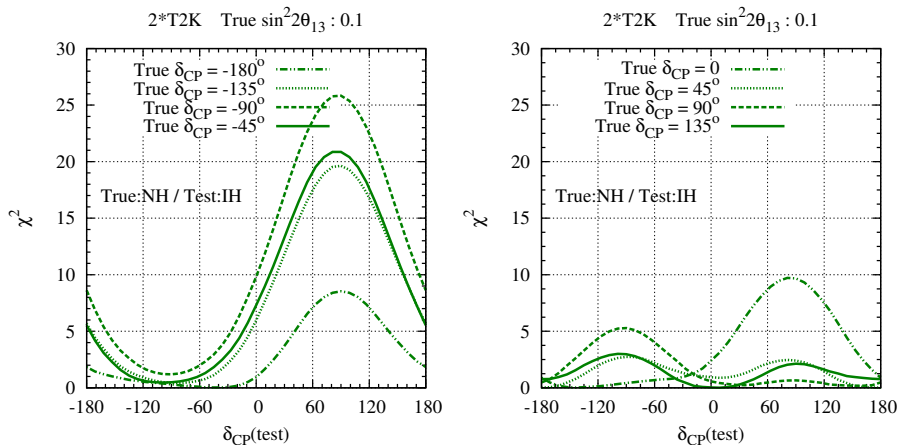 2*T2K True sin²2θ₁₃ : 0.1
30
25
20
15
10
5
0
χ²
True δCP = -180°
True δCP = -135°
True δCP = -90°
True δCP = -45°
True:NH / Test:IH
-180 -120 -60 0 60 120 180
δCP(test)
2*T2K True sin²2θ₁₃ : 0.1
30
25
20
15
10
5
0
χ²
True δCP = 0
True δCP = 45°
True δCP = 90°
True δCP = 135°
True:NH / Test:IH
-180 -120 -60 0 60 120 180
δCP(test)